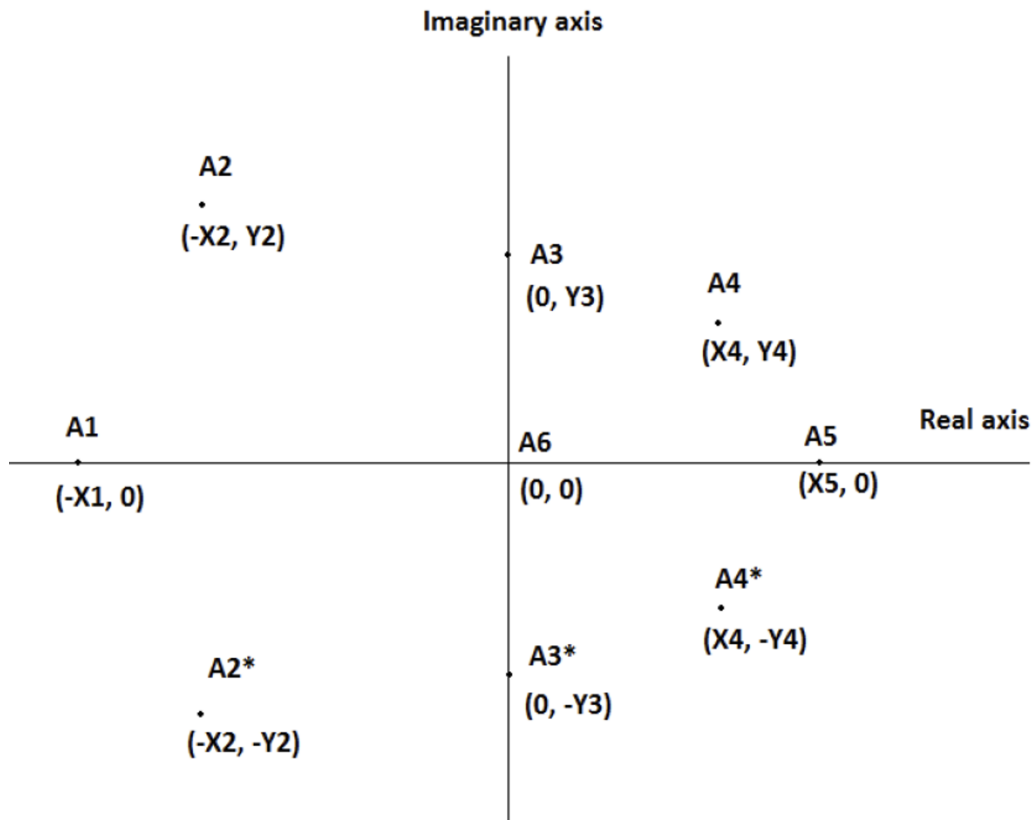 Imaginary axis
A2
(-X2, Y2)
A3
(0, Y3)
A4
(X4, Y4)
Real axis
A1
(-X1, 0)
A6
(0, 0)
A5
(X5, 0)
A4*
(X4, -Y4)
A3*
(0, -Y3)
A2*
(-X2, -Y2)